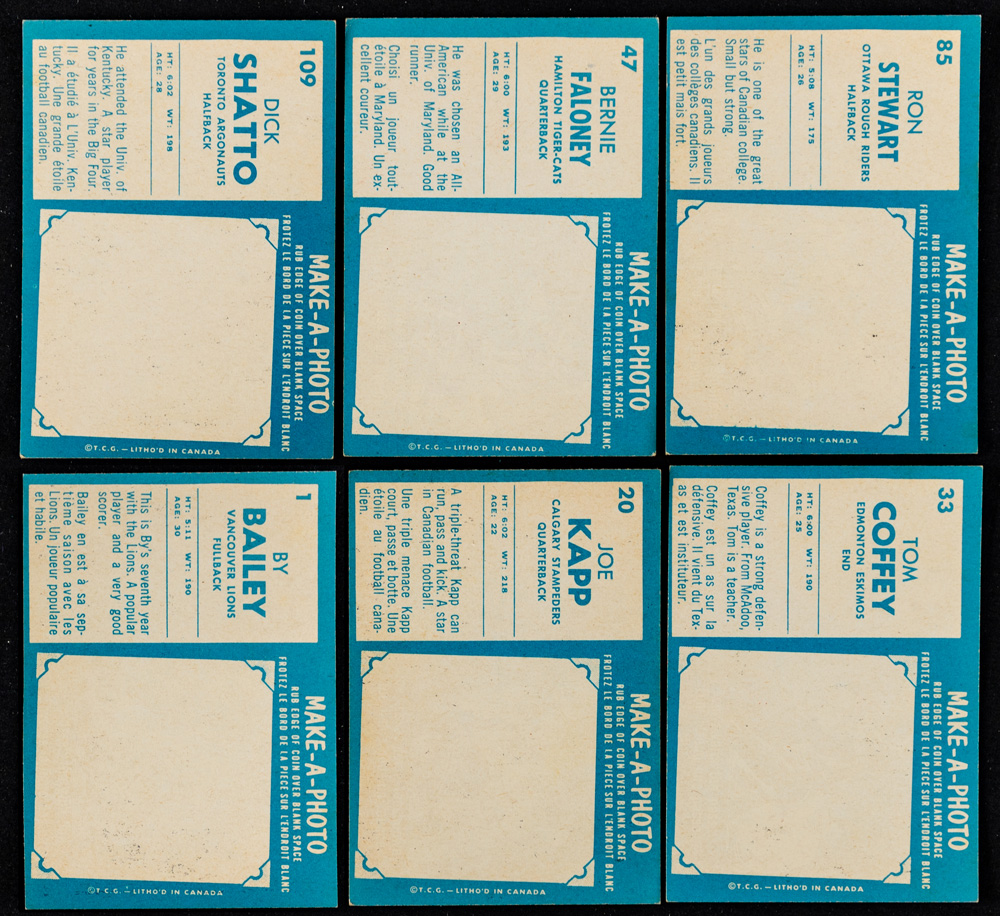 109
DICK
SHATTO
TORONTO ARGONAUTS
HALFBACK
HT: 6:02 WT: 198
AGE: 28
He attended the Univ. of
Kentucky. A star player
for years in the Big Four.
Il a étudié à L'Univ. Ken-
tucky. Une grande étoile
au football canadien.
MAKE-A-PHOTO
RUB EDGE OF COIN OVER BLANK SPACE
FROTEZ LE BORD DE LA PIECE SUR L'ENDROIT BLANC
©T.C.G. — LITHO'D IN CANADA
47
BERNIE
FALONEY
HAMILTON TIGER-CATS
QUARTERBACK
HT: 6:00 WT: 193
AGE: 29
He was chosen an All-
American while at the
Univ. of Maryland. Good
runner.
Choisi un joueur tout-
étoile à Maryland. Un ex-
cellent coureur.
MAKE-A-PHOTO
RUB EDGE OF COIN OVER BLANK SPACE
FROTEZ LE BORD DE LA PIECE SUR L'ENDROIT BLANC
©T.C.G. — LITHO'D IN CANADA
85
RON
STEWART
OTTAWA ROUGH RIDERS
HALFBACK
HT: 5:08 WT: 175
AGE: 26
He is one of the great
stars of Canadian college.
Small but strong.
L'un des grands joueurs
des collèges canadiens. Il
est petit mais fort.
MAKE-A-PHOTO
RUB EDGE OF COIN OVER BLANK SPACE
FROTEZ LE BORD DE LA PIECE SUR L'ENDROIT BLANC
©T.C.G. — LITHO'D IN CANADA
1
BY
BAILEY
VANCOUVER LIONS
FULLBACK
HT: 5:11 WT: 190
AGE: 30
This is By's seventh year
with the Lions. A popular
player and a very good
scorer.
Bailey en est à sa sep-
tième saison avec les
Lions. Un joueur populaire
et habile.
MAKE-A-PHOTO
RUB EDGE OF COIN OVER BLANK SPACE
FROTEZ LE BORD DE LA PIECE SUR L'ENDROIT BLANC
©T.C.G. — LITHO'D IN CANADA
20
JOE
KAPP
CALGARY STAMPEDERS
QUARTERBACK
HT: 6:02 WT: 218
AGE: 22
A triple-threat Kapp can
run, pass and kick. A star
in Canadian football.
Une triple menace Kapp
court, passe et botte. Une
étoile au football cana-
dien.
MAKE-A-PHOTO
RUB EDGE OF COIN OVER BLANK SPACE
FROTEZ LE BORD DE LA PIECE SUR L'ENDROIT BLANC
©T.C.G. — LITHO'D IN CANADA
33
TOM
COFFEY
EDMONTON ESKIMOS
END
HT: 6:00 WT: 190
AGE: 25
Coffey is a strong defen-
sive player. From McAdoo,
Texas. Tom is a teacher.
Coffey est un as sur la
défensive. Il vient du Tex-
as et est instituteur.
MAKE-A-PHOTO
RUB EDGE OF COIN OVER BLANK SPACE
FROTEZ LE BORD DE LA PIECE SUR L'ENDROIT BLANC
©T.C.G. — LITHO'D IN CANADA